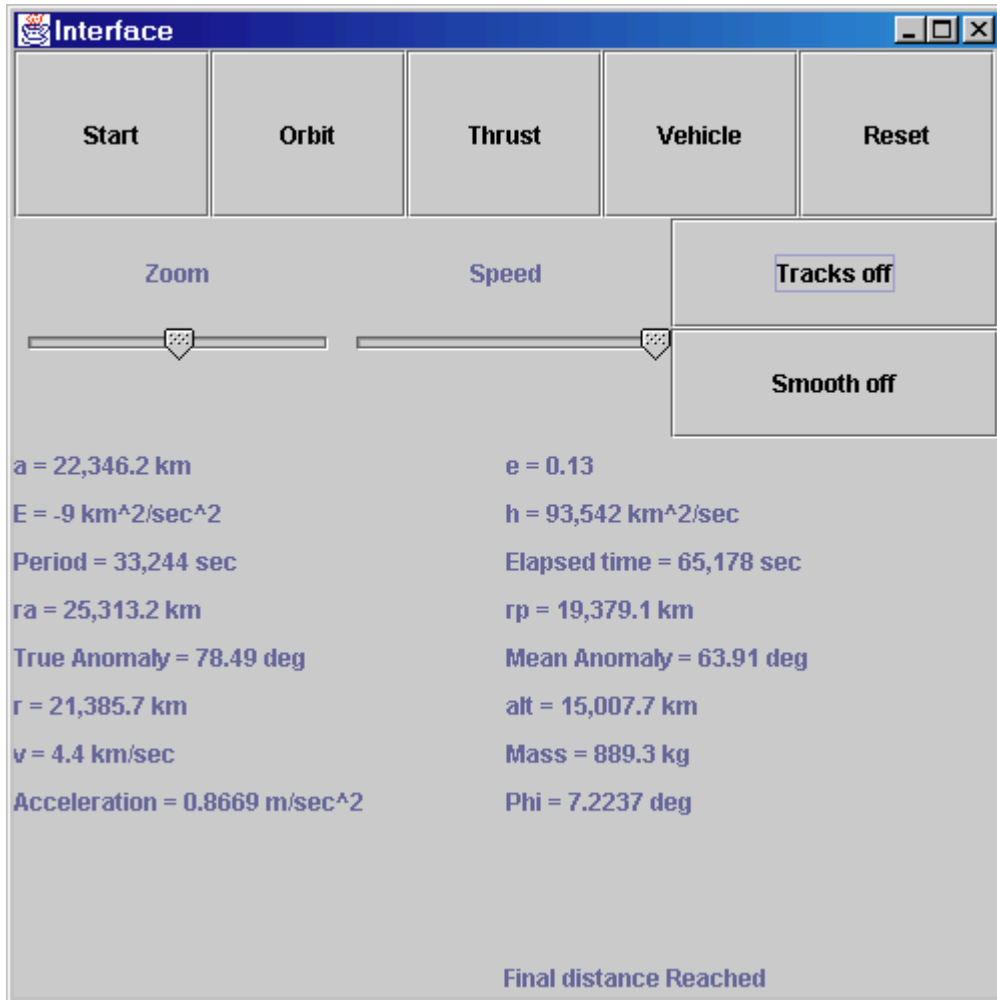 Interface
Start Orbit Thrust Vehicle Reset
Zoom Speed Tracks off
Smooth off
a = 22,346.2 km e = 0.13
E = -9 km^2/sec^2 h = 93,542 km^2/sec
Period = 33,244 sec Elapsed time = 65,178 sec
ra = 25,313.2 km rp = 19,379.1 km
True Anomaly = 78.49 deg Mean Anomaly = 63.91 deg
r = 21,385.7 km alt = 15,007.7 km
v = 4.4 km/sec Mass = 889.3 kg
Acceleration = 0.8669 m/sec^2 Phi = 7.2237 deg
Final distance Reached